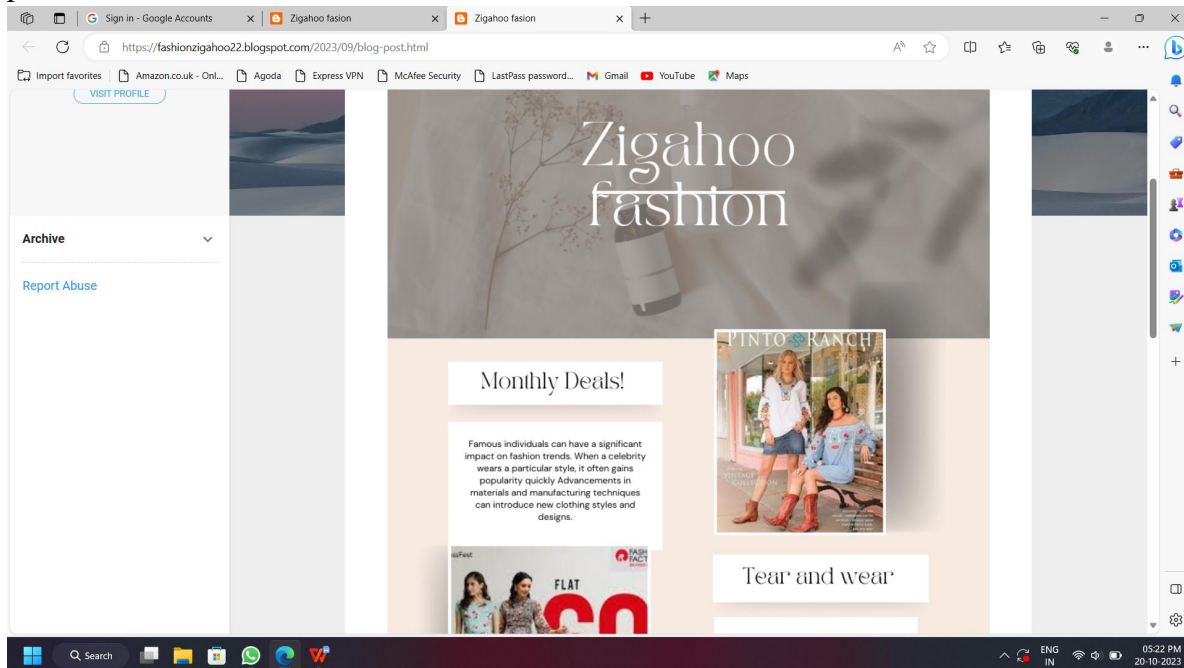 Sign in - Google Accounts
Zigahoo fasion
Zigahoo fasion
https://fashionzigahoo22.blogspot.com/2023/09/blog-post.html
Import favorites
Amazon.co.uk - Onl...
Agoda
Express VPN
McAfee Security
LastPass password...
Gmail
YouTube
Maps
VISIT PROFILE
Archive
Report Abuse
Zigahoo
fashion
PINTO RANCH
VINTAGE
COLLECTION
Monthly Deals!
Famous individuals can have a significant
impact on fashion trends. When a celebrity
wears a particular style, it often gains
popularity quickly Advancements in
materials and manufacturing techniques
can introduce new clothing styles and
designs.
FASH
FACT
FLAT
Tear and wear
Search
ENG
IN
05:22 PM
20-10-2023